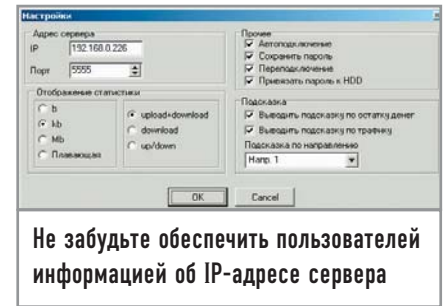 Настройки
Адрес сервера
IP 192.168.0.226
Порт 5555
Отображение статистики
b
kb
Mb
Плавающая
upload+download
download
up/down
Прочее
Автоподключение
Сохранить пароль
Переподключение
Привязать к HDD
Подсказка
Выводить подсказку по остатку денег
Выводить подсказку по трафику
Подсказка по направлению
Напр. 1
OK
Cancel
Не забудьте обеспечить пользователей
информацией об IP-адресе сервера